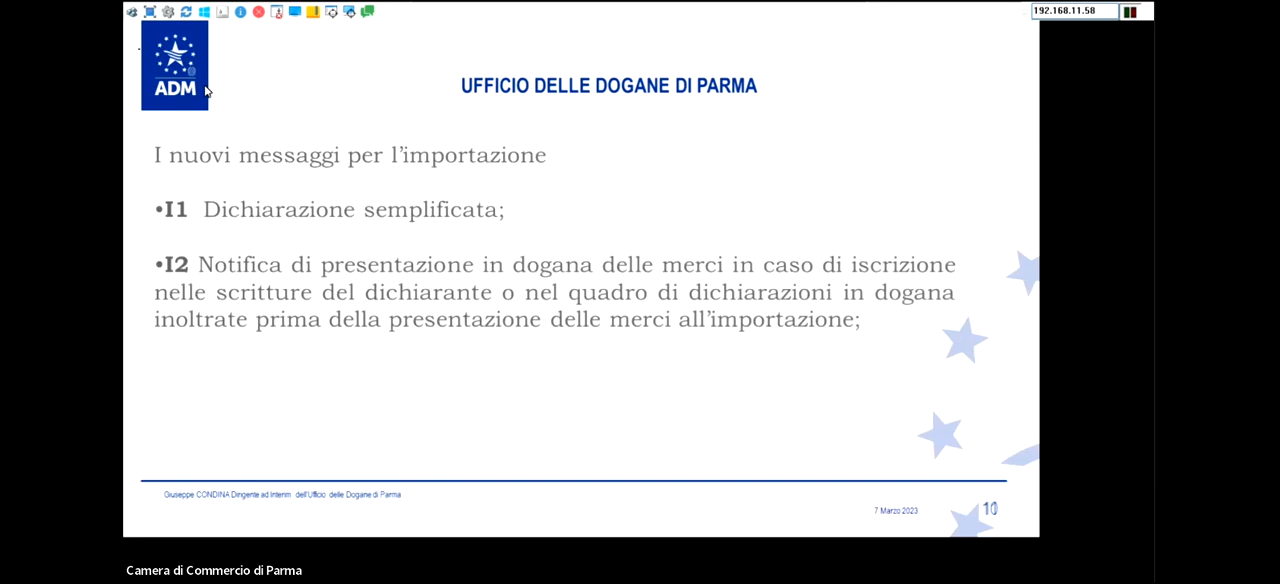 192.168.11.58
ADM
UFFICIO DELLE DOGANE DI PARMA
I nuovi messaggi per l’importazione
•I1 Dichiarazione semplificata;
•I2 Notifica di presentazione in dogana delle merci in caso di iscrizione
nelle scritture del dichiarante o nel quadro di dichiarazioni in dogana
inoltrate prima della presentazione delle merci all’importazione;
Giuseppe CONDINA Dirigente ad Interim dell'Ufficio delle Dogane di Parma
7 Marzo 2023
10
Camera di Commercio di Parma